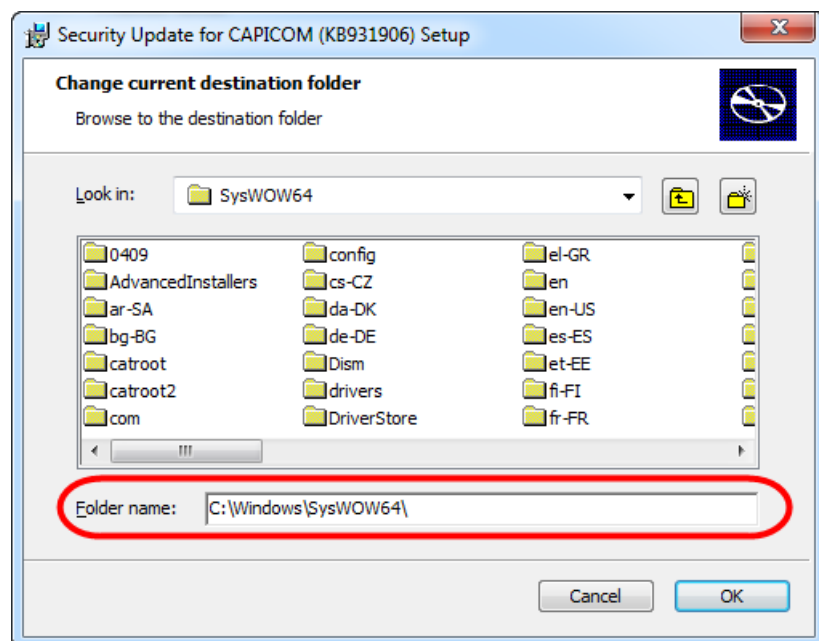 Security Update for CAPICOM (KB931906) Setup
Change current destination folder
Browse to the destination folder
Look in: SysWOW64
0409 config el-GR
AdvancedInstallers cs-CZ en
ar-SA da-DK en-US
bg-BG de-DE es-ES
catroot Dism et-EE
catroot2 drivers fi-FI
com DriverStore fr-FR
Folder name: C:\Windows\SysWOW64\
Cancel OK